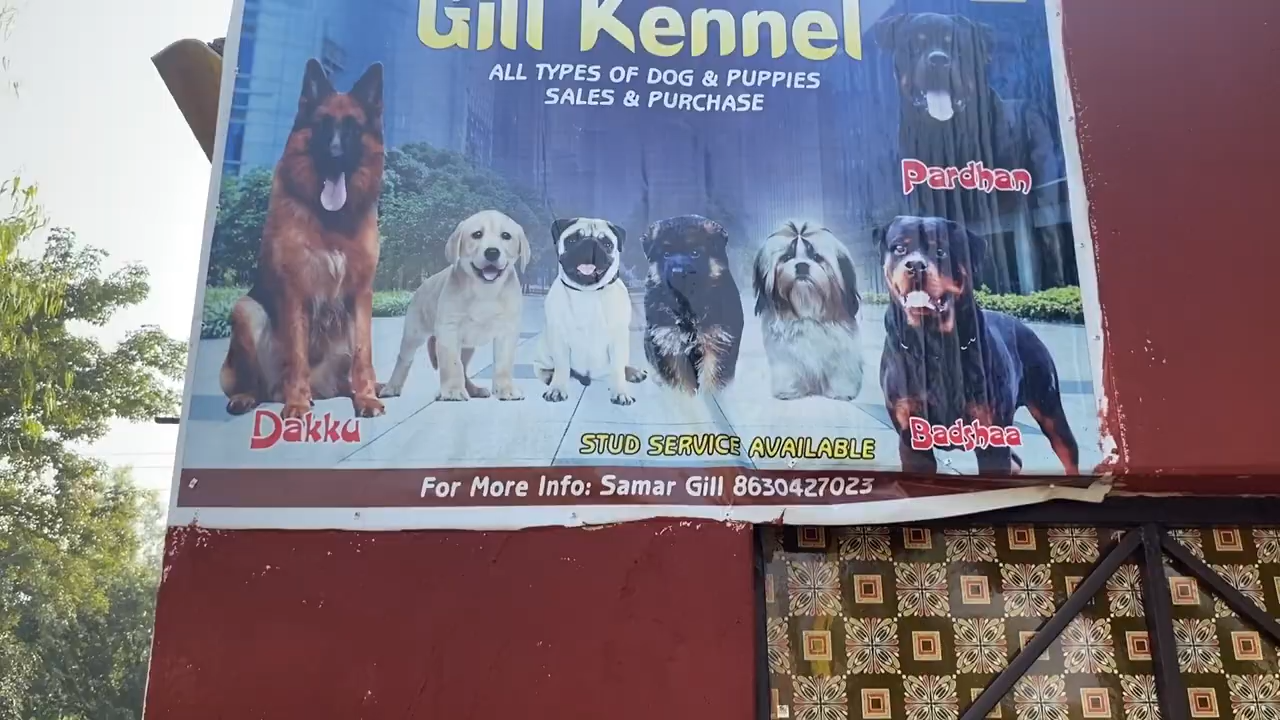 Gill Kennel
ALL TYPES OF DOG & PUPPIES
SALES & PURCHASE
Pardhan
Dakku
Badshaa
STUD SERVICE AVAILABLE
For More Info: Samar Gill 8630427023